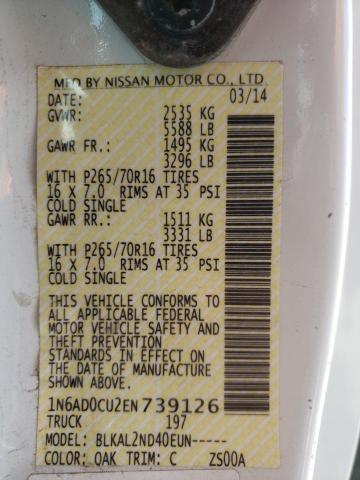 MFD BY NISSAN MOTOR CO., LTD
DATE: 03/14
GVWR: 2535 KG
5588 LB
GAWR FR.: 1495 KG
3296 LB
WITH P265/70R16 TIRES
16 X 7.0 RIMS AT 35 PSI
COLD SINGLE
GAWR RR.: 1511 KG
3331 LB
WITH P265/70R16 TIRES
16 X 7.0 RIMS AT 35 PSI
COLD SINGLE
THIS VEHICLE CONFORMS TO
ALL APPLICABLE FEDERAL
MOTOR VEHICLE SAFETY AND
THEFT PREVENTION
STANDARDS IN EFFECT ON
THE DATE OF MANUFACTURE
SHOWN ABOVE.
1N6AD0CU2EN739126
TRUCK 197
MODEL: BLKAL2ND40EUN-----
COLOR: QAK TRIM: C ZS00A